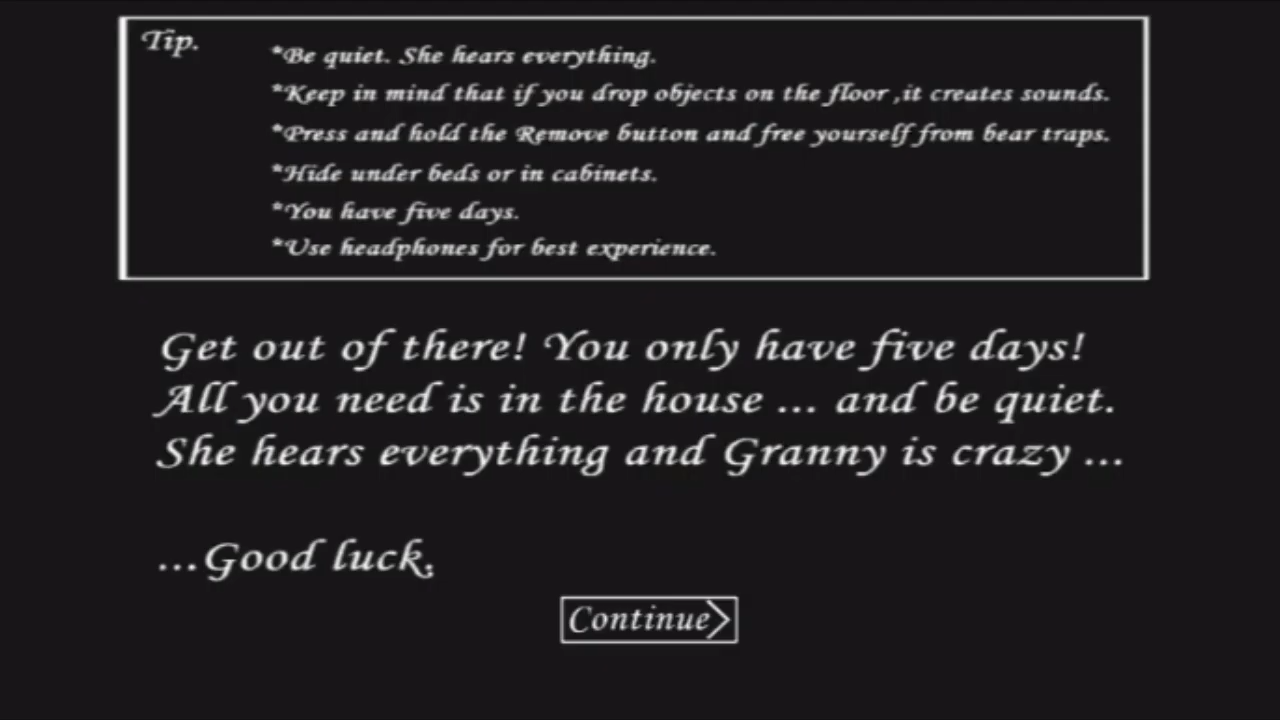 Tip.
*Be quiet. She hears everything.
*Keep in mind that if you drop objects on the floor ,it creates sounds.
*Press and hold the Remove button and free yourself from bear traps.
*Hide under beds or in cabinets.
*You have five days.
*Use headphones for best experience.
Get out of there! You only have five days!
All you need is in the house ... and be quiet.
She hears everything and Granny is crazy ...
...Good luck.
Continue>